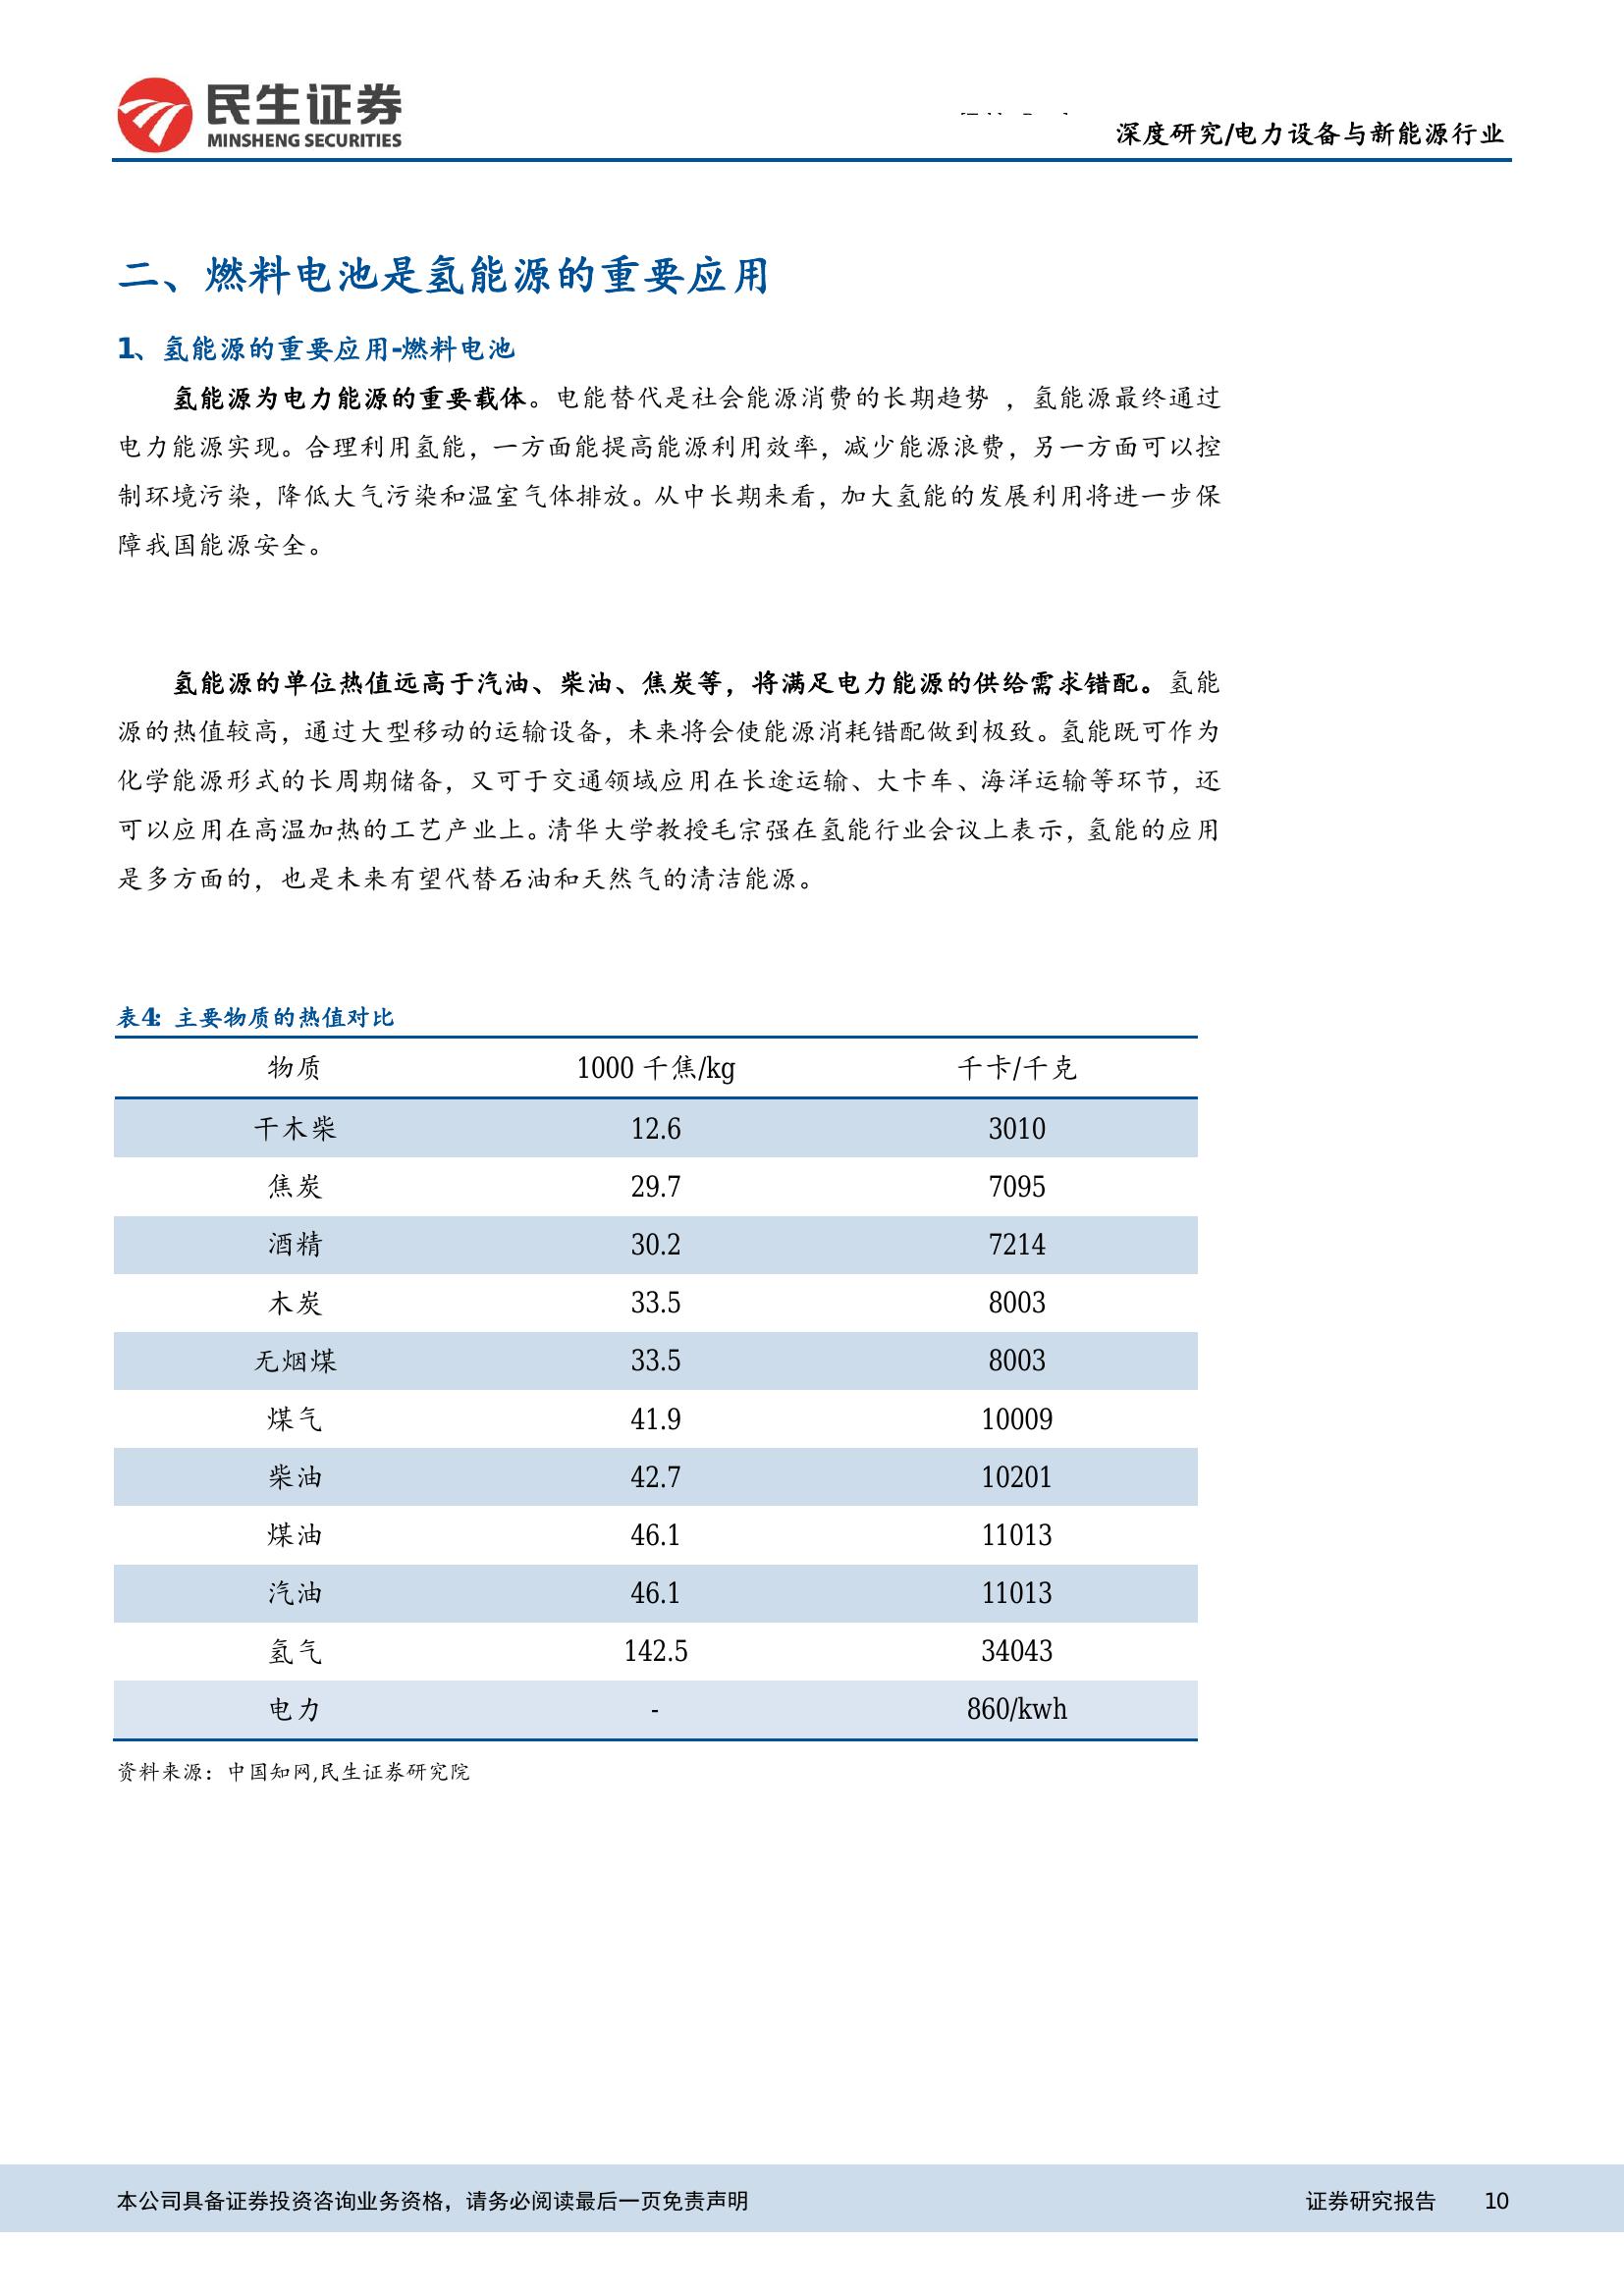 民生证券
MINSHENG SECURITIES
深度研究/电力设备与新能源行业
二、燃料电池是氢能源的重要应用
1、氢能源的重要应用-燃料电池
氢能源为电力能源的重要载体。电能替代是社会能源消费的长期趋势 ，氢能源最终通过
电力能源实现。合理利用氢能，一方面能提高能源利用效率，减少能源浪费，另一方面可以控
制环境污染，降低大气污染和温室气体排放。从中长期来看，加大氢能的发展利用将进一步保
障我国能源安全。
氢能源的单位热值远高于汽油、柴油、焦炭等，将满足电力能源的供给需求错配。氢能
源的热值较高，通过大型移动的运输设备，未来将会使能源消耗错配做到极致。氢能既可作为
化学能源形式的长周期储备，又可于交通领域应用在长途运输、大卡车、海洋运输等环节，还
可以应用在高温加热的工艺产业上。清华大学教授毛宗强在氢能行业会议上表示，氢能的应用
是多方面的，也是未来有望代替石油和天然气的清洁能源。
表4: 主要物质的热值对比
物质 1000 千焦/kg 千卡/千克
干木柴 12.6 3010
焦炭 29.7 7095
酒精 30.2 7214
木炭 33.5 8003
无烟煤 33.5 8003
煤气 41.9 10009
柴油 42.7 10201
煤油 46.1 11013
汽油 46.1 11013
氢气 142.5 34043
电力 - 860/kwh
资料来源：中国知网,民生证券研究院
本公司具备证券投资咨询业务资格，请务必阅读最后一页免责声明 证券研究报告 10